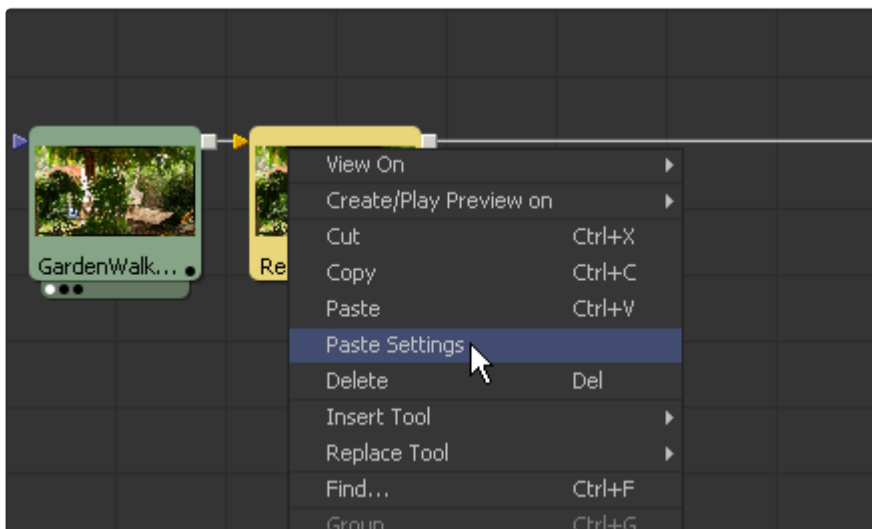 View On
Create/Play Preview on
Cut Ctrl+X
GardenWalk...
Re
Copy Ctrl+C
Paste Ctrl+V
Paste Settings
Delete Del
Insert Tool
Replace Tool
Find... Ctrl+F
Group Ctrl+G